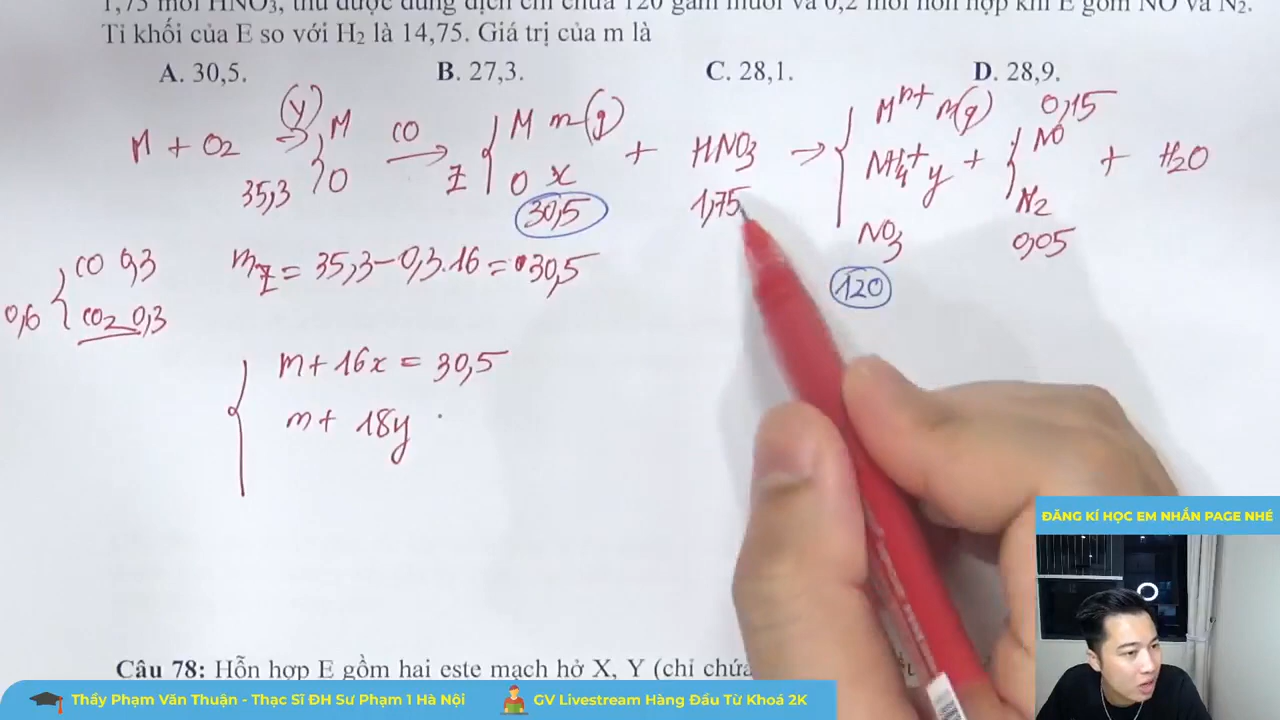 1,75 mol HNO₃, thu được dung dịch chỉ chứa 120 gam muối và 0,2 mol hỗn hợp khí E gồm NO và N₂.
Tỉ khối của E so với H₂ là 14,75. Giá trị của m là
A. 30,5. B. 27,3. C. 28,1. D. 28,9.
M + O₂ (Y) → { M O 35,3 CO → Z { M m(g) O x 30,5 + HNO₃ 1,75 → { Mⁿ⁺ m(g) NH₄⁺ y NO₃ 120 + { 0,15 NO N₂ 0,05 + H₂O
0,6 { CO 0,3 CO₂ 0,3
m_Z = 35,3 - 0,3.16 = 30,5
m + 16x = 30,5
m + 18y
Câu 78: Hỗn hợp E gồm hai este mạch hở X, Y (chỉ chứa
ĐĂNG KÍ HỌC EM NHẮN PAGE NHÉ
Thầy Phạm Văn Thuận - Thạc Sĩ ĐH Sư Phạm 1 Hà Nội
GV Livestream Hàng Đầu Từ Khoá 2K